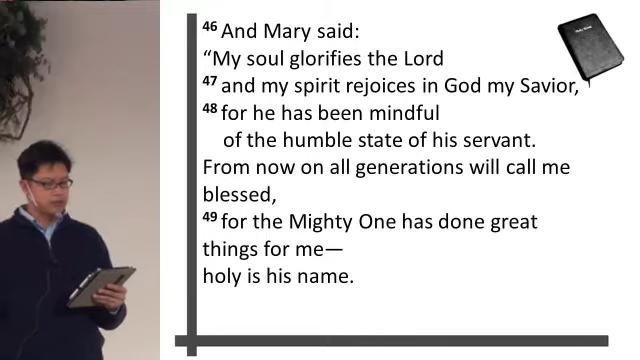 46 And Mary said:
“My soul glorifies the Lord
47 and my spirit rejoices in God my Savior,
48 for he has been mindful
of the humble state of his servant.
From now on all generations will call me
blessed,
49 for the Mighty One has done great
things for me—
holy is his name.